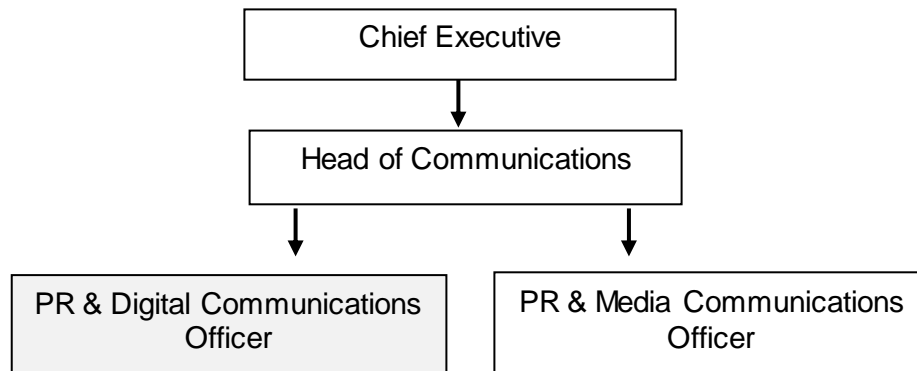 Chief Executive
Head of Communications
PR & Digital Communications
Officer
PR & Media Communications
Officer